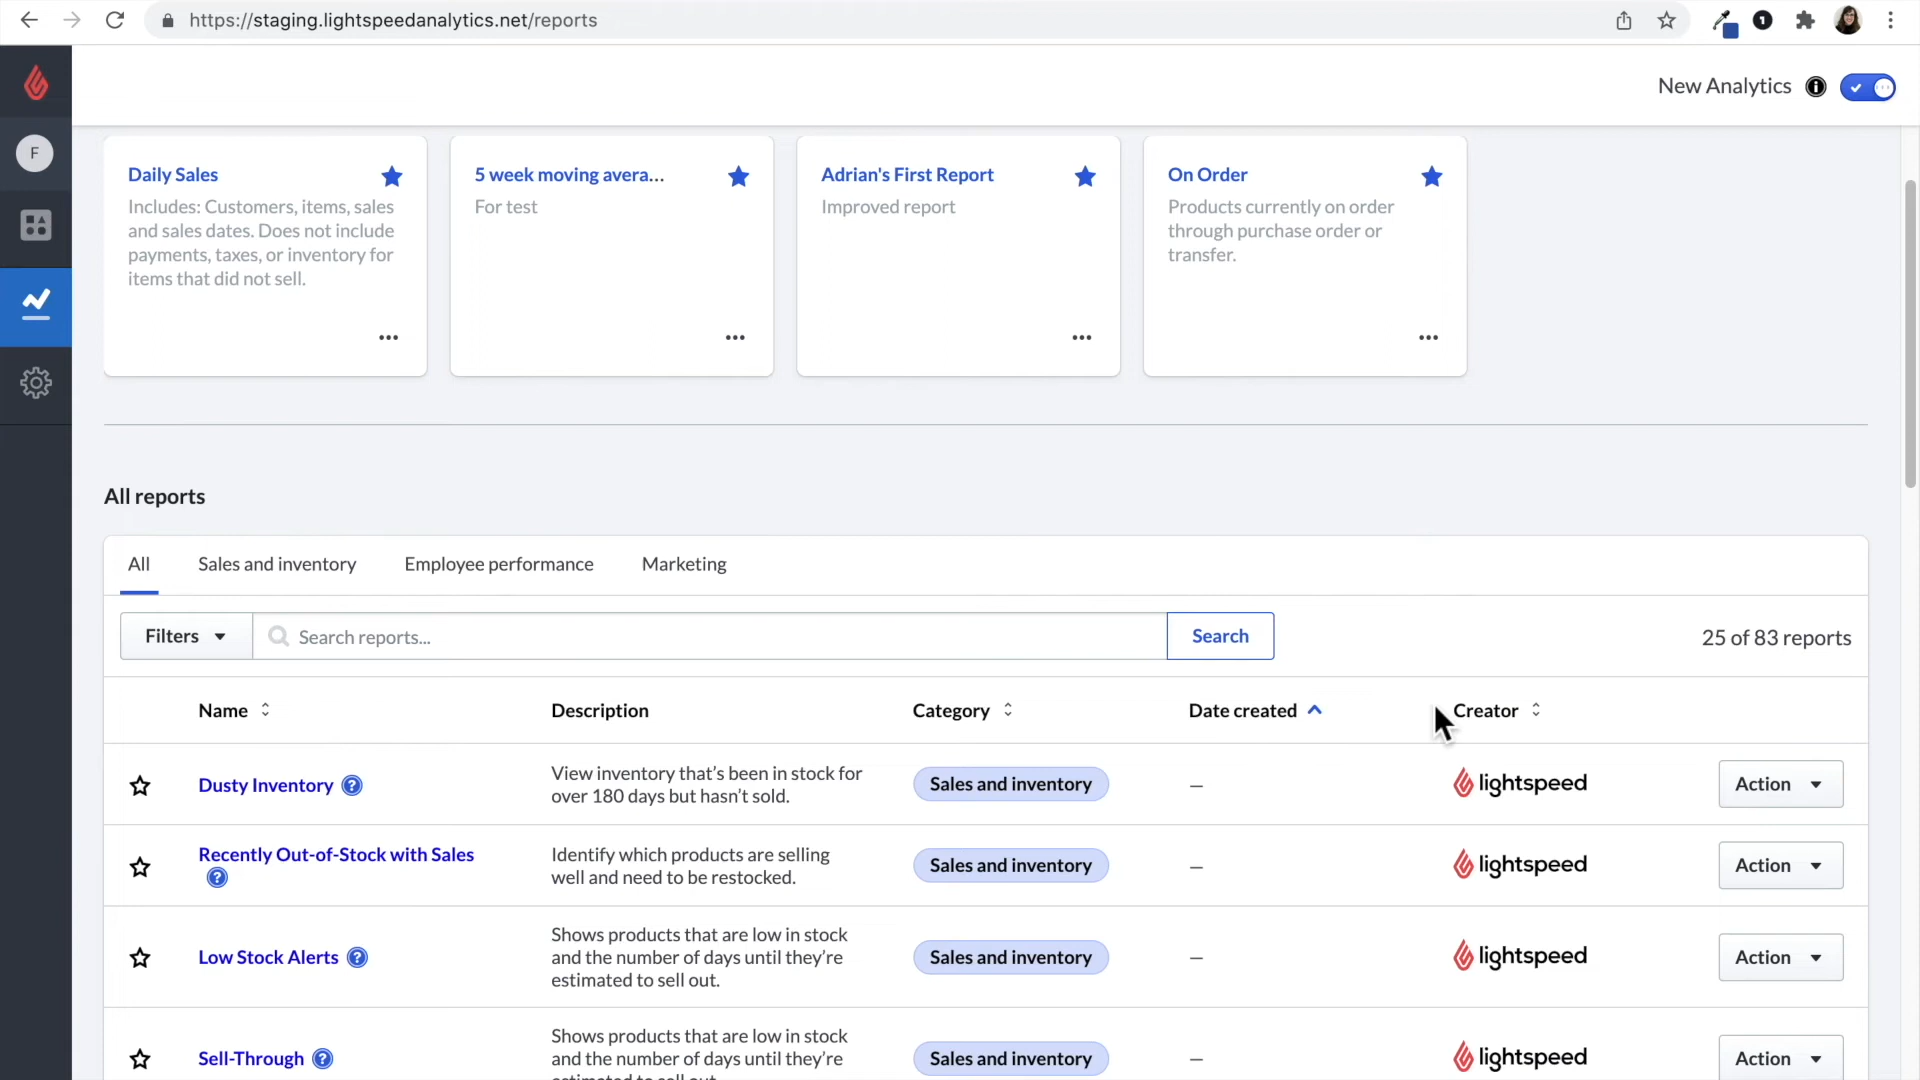 https://staging.lightspeedanalytics.net/reports
1
New Analytics
F
Daily Sales
Includes: Customers, items, sales
and sales dates. Does not include
payments, taxes, or inventory for
items that did not sell.
5 week moving avera...
For test
Adrian's First Report
Improved report
On Order
Products currently on order
through purchase order or
transfer.
All reports
All Sales and inventory Employee performance Marketing
Filters Search reports... Search 25 of 83 reports
Name Description Category Date created Creator
Dusty Inventory ?
View inventory that's been in stock for
over 180 days but hasn't sold.
Sales and inventory – lightspeed Action
Recently Out-of-Stock with Sales
?
Identify which products are selling
well and need to be restocked.
Sales and inventory – lightspeed Action
Low Stock Alerts ?
Shows products that are low in stock
and the number of days until they're
estimated to sell out.
Sales and inventory – lightspeed Action
Sell-Through ?
Shows products that are low in stock
and the number of days until they're
estimated to sell out.
Sales and inventory – lightspeed Action